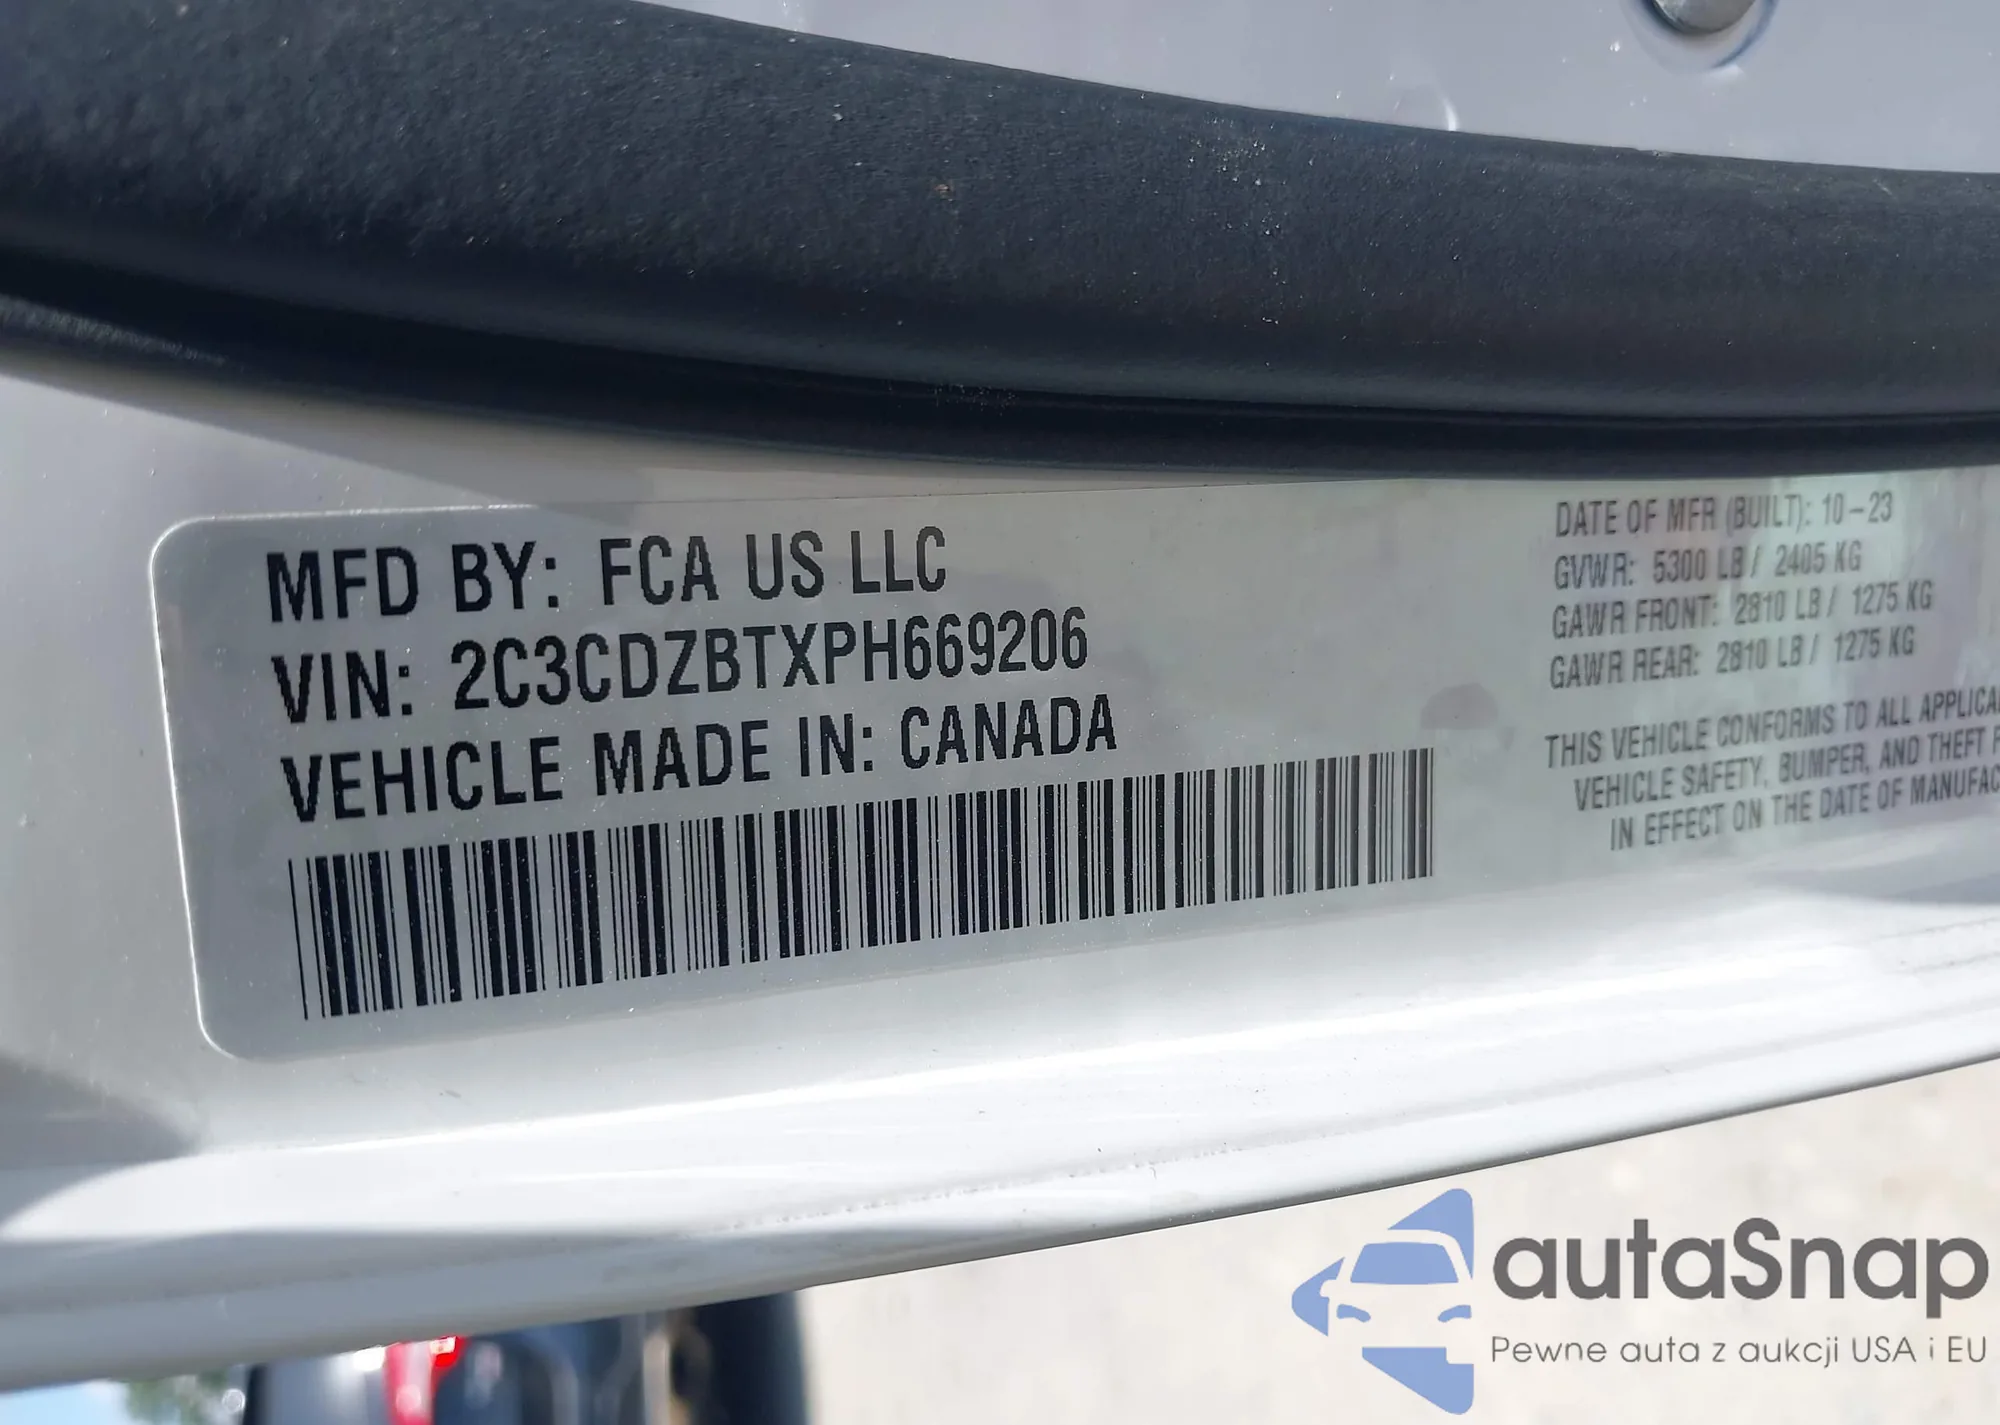 MFD BY: FCA US LLC
VIN: 2C3CDZBTXPH669206
VEHICLE MADE IN: CANADA
DATE OF MFR (BUILT): 10-23
GVWR: 5300 LB / 2405 KG
GAWR FRONT: 2810 LB / 1275 KG
GAWR REAR: 2810 LB / 1275 KG
THIS VEHICLE CONFORMS TO ALL APPLICA
VEHICLE SAFETY, BUMPER, AND THEFT
IN EFFECT ON THE DATE OF MANUFAC
autaSnap
Pewne auta z aukcji USA i EU